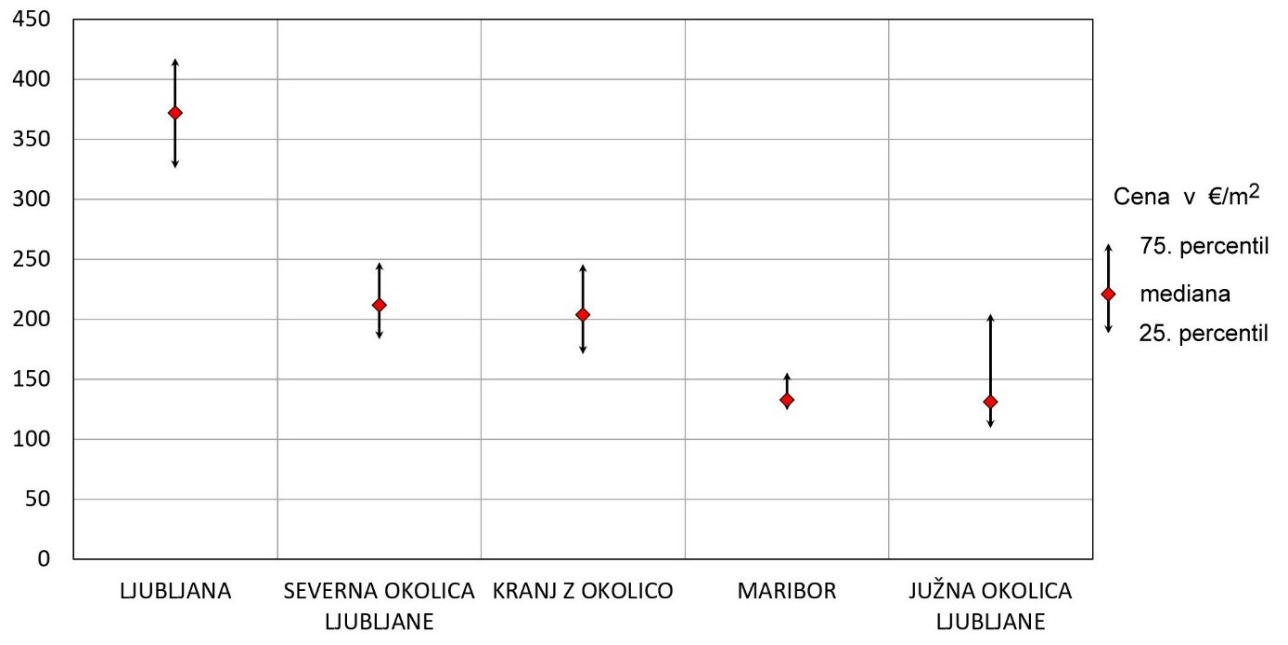 450
400
350
300
250
200
150
100
50
0
LJUBLJANA
SEVERNA OKOLICA
LJUBLJANE
KRANJ Z OKOLICO
MARIBOR
JUŽNA OKOLICA
LJUBLJANE
Cena v €/m²
75. percentil
mediana
25. percentil